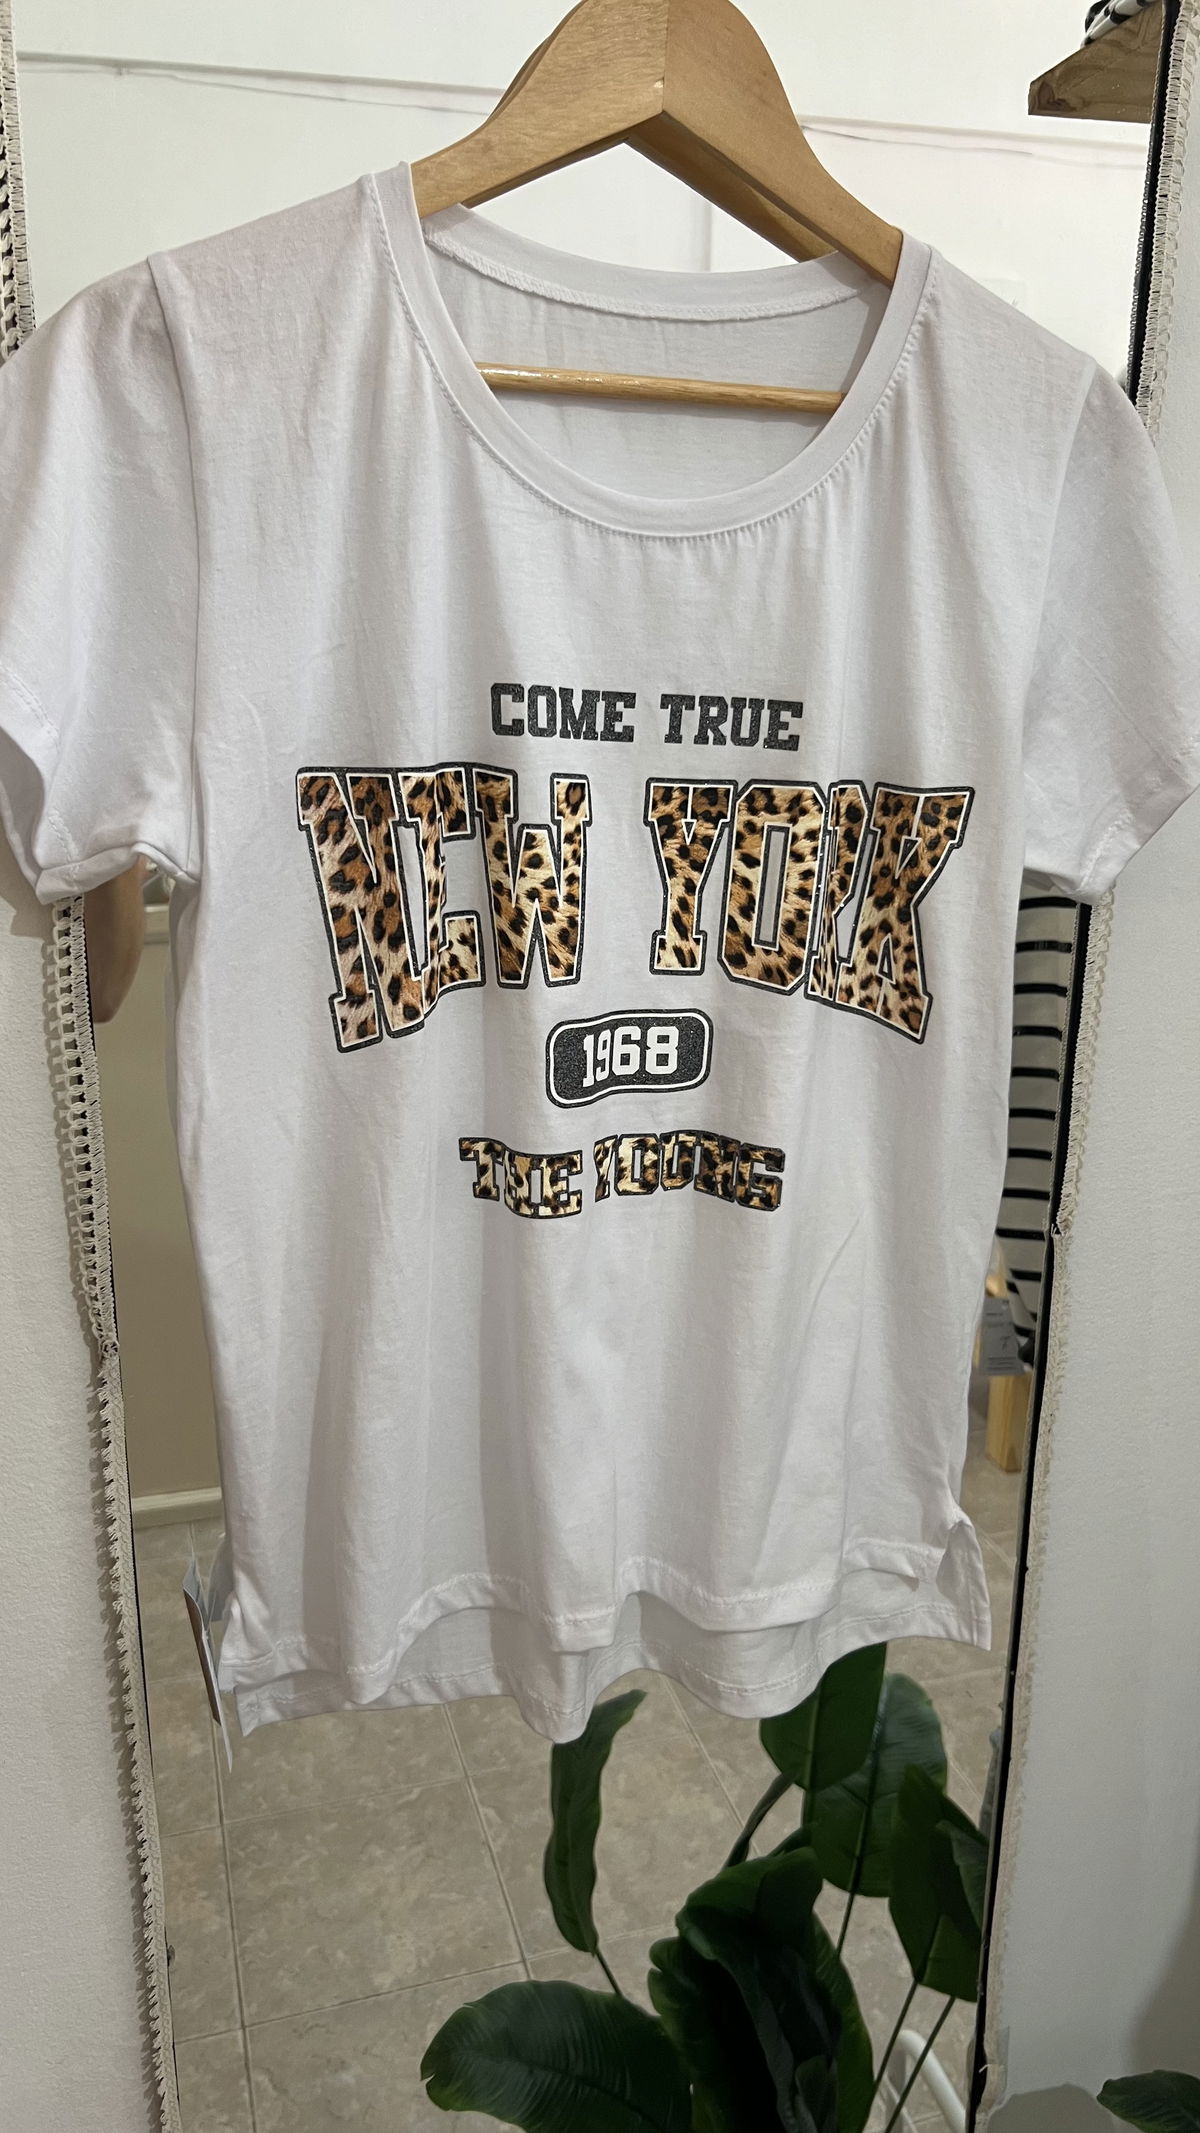 COME TRUE
NEW YORK
1968
THE YOUNG